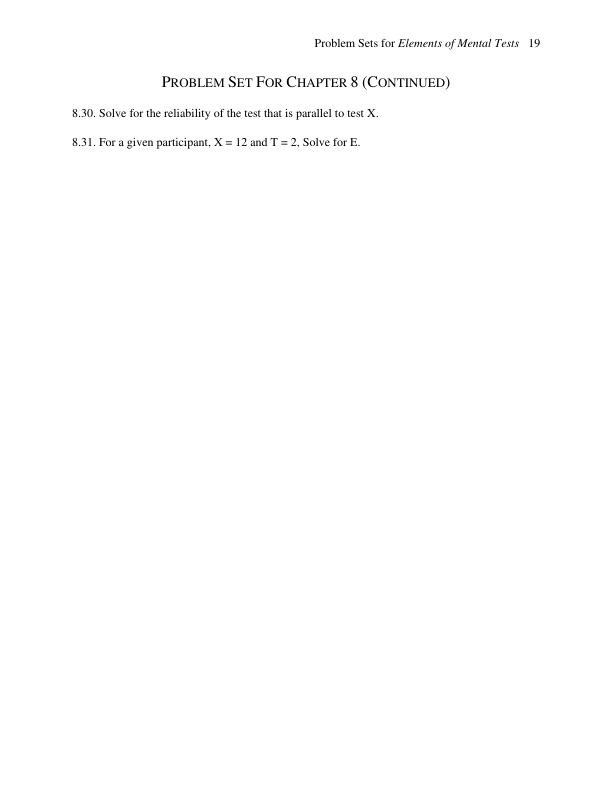 Problem Sets for Elements of Mental Tests 19
PROBLEM SET FOR CHAPTER 8 (CONTINUED)
8.30. Solve for the reliability of the test that is parallel to test X.
8.31. For a given participant, X = 12 and T = 2, Solve for E.